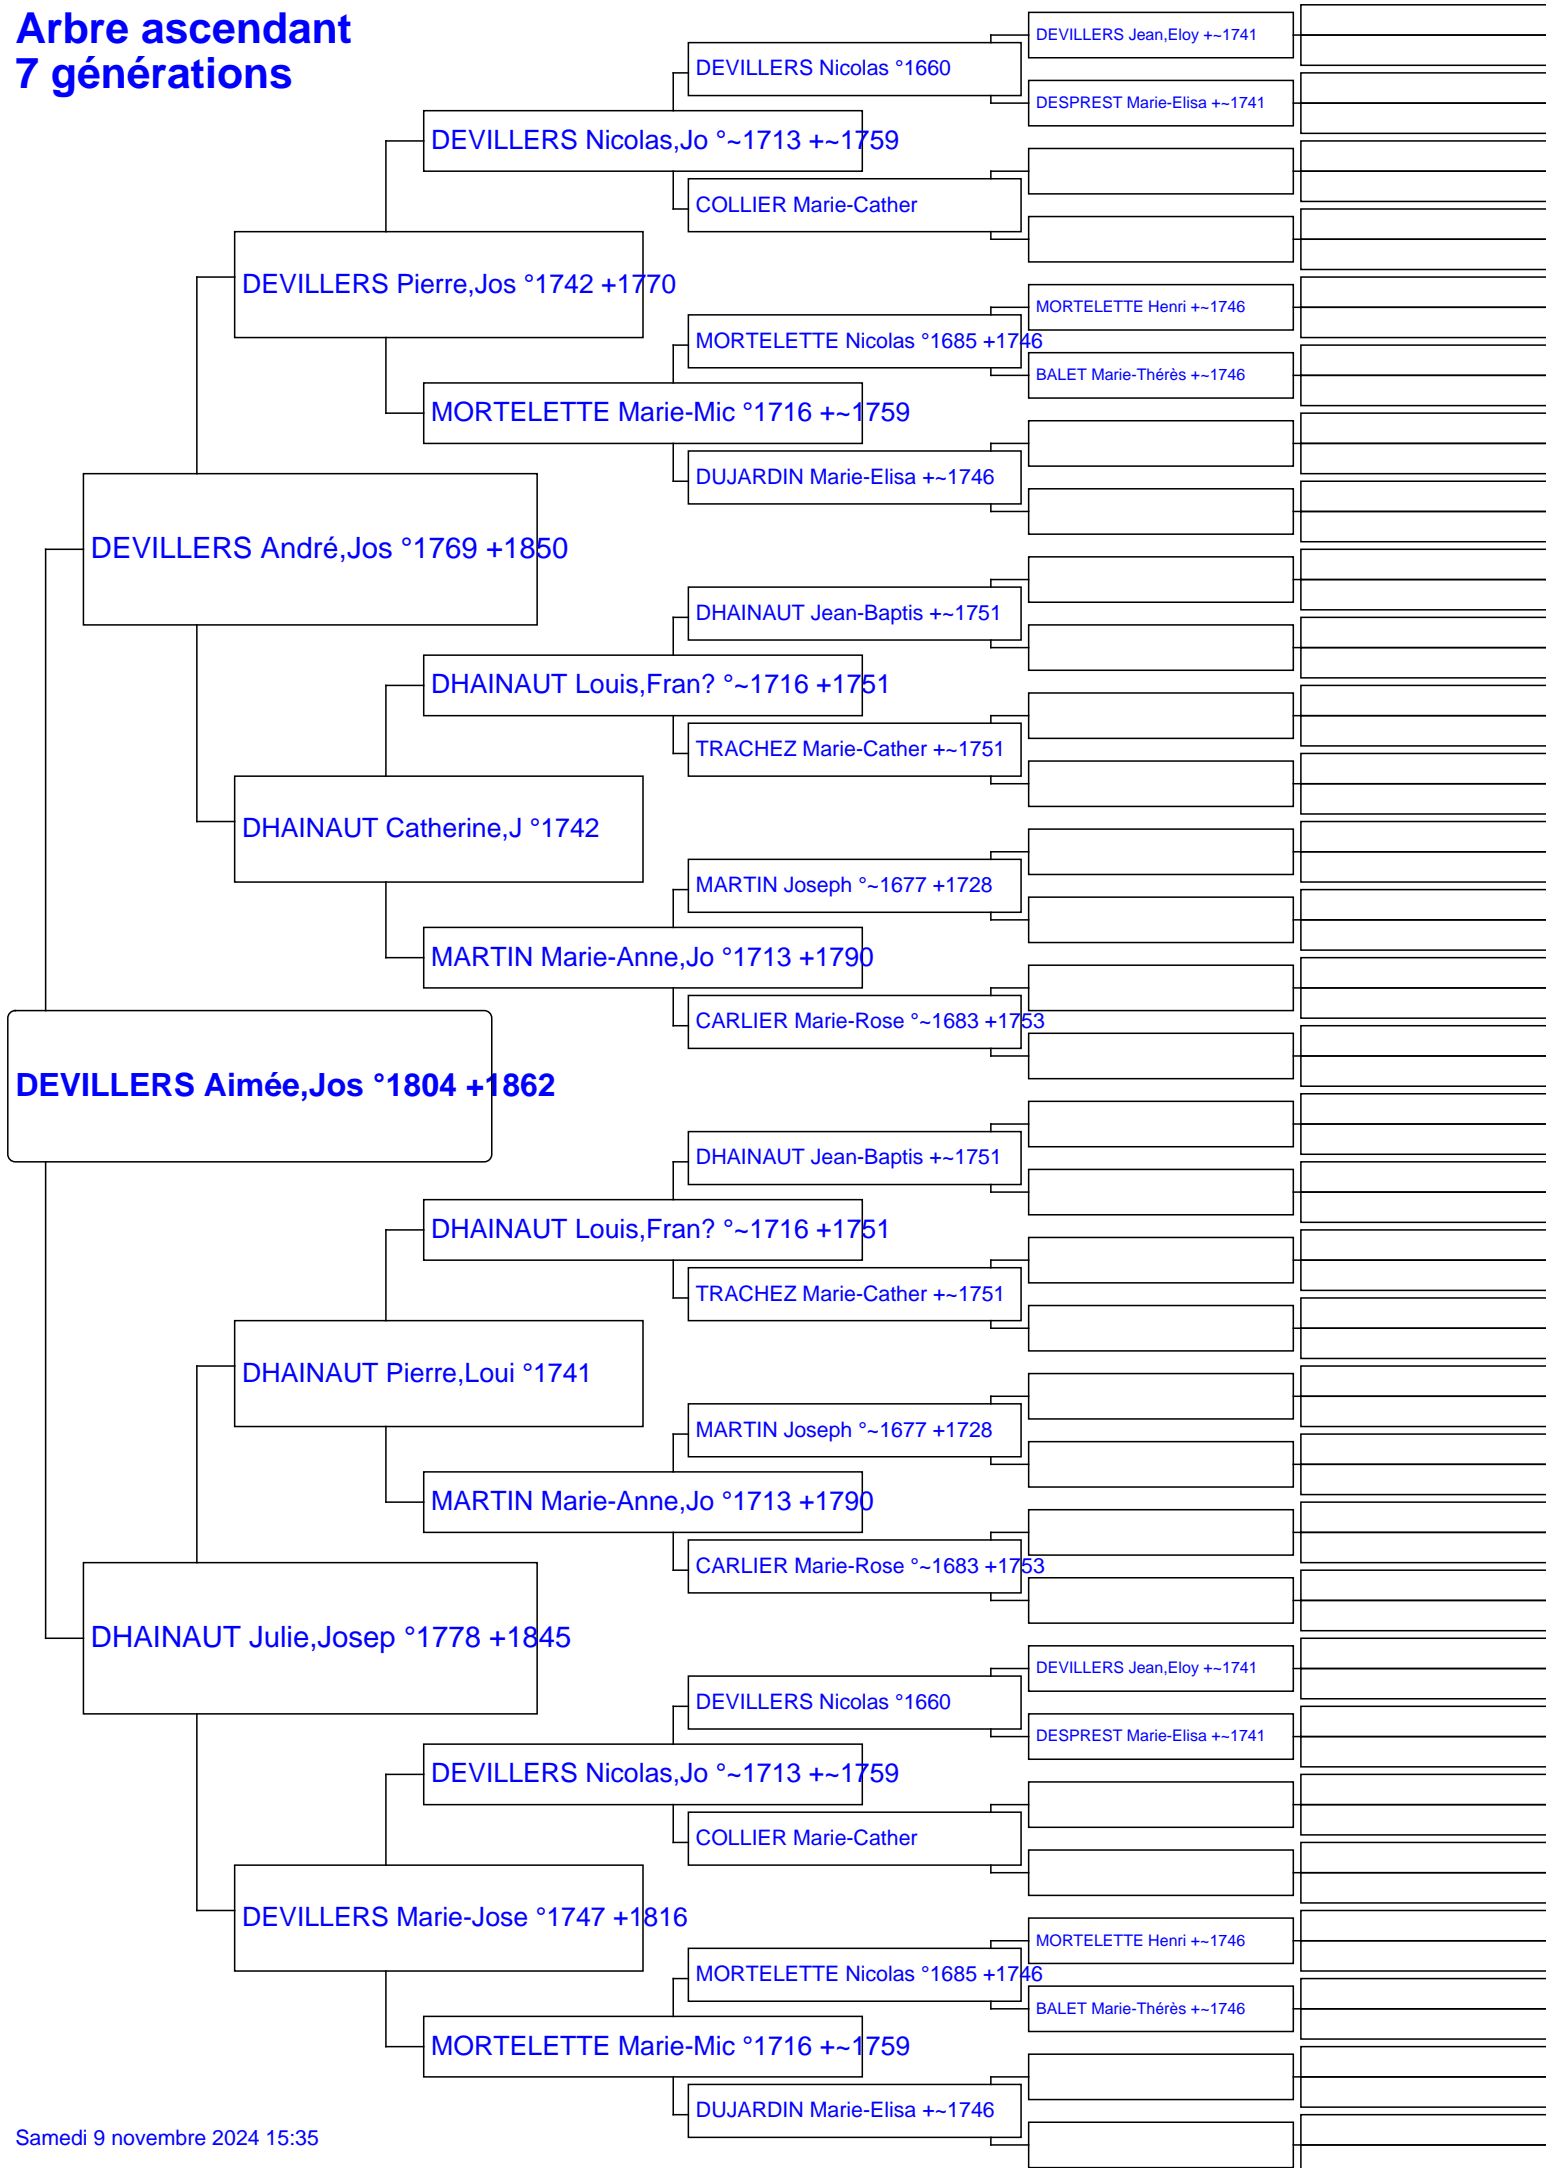 Arbre ascendant
7 générations
DEVILLERS Jean,Eloy +~1741
DEVILLERS Nicolas °1660
DESPREST Marie-Elisa +~1741
DEVILLERS Nicolas,Jo °~1713 +~1759
COLLIER Marie-Cather
DEVILLERS Pierre,Jos °1742 +1770
MORTELETTE Henri +~1746
MORTELETTE Nicolas °1685 +1746
BALET Marie-Thérès +~1746
MORTELETTE Marie-Mic °1716 +~1759
DUJARDIN Marie-Elisa +~1746
DEVILLERS André,Jos °1769 +1850
DHAINAUT Jean-Baptis +~1751
DHAINAUT Louis,Fran? °~1716 +1751
TRACHEZ Marie-Cather +~1751
DHAINAUT Catherine,J °1742
MARTIN Joseph °~1677 +1728
MARTIN Marie-Anne,Jo °1713 +1790
CARLIER Marie-Rose °~1683 +1753
DEVILLERS Aimée,Jos °1804 +1862
DHAINAUT Jean-Baptis +~1751
DHAINAUT Louis,Fran? °~1716 +1751
TRACHEZ Marie-Cather +~1751
DHAINAUT Pierre,Loui °1741
MARTIN Joseph °~1677 +1728
MARTIN Marie-Anne,Jo °1713 +1790
CARLIER Marie-Rose °~1683 +1753
DHAINAUT Julie,Josep °1778 +1845
DEVILLERS Jean,Eloy +~1741
DEVILLERS Nicolas °1660
DESPREST Marie-Elisa +~1741
DEVILLERS Nicolas,Jo °~1713 +~1759
COLLIER Marie-Cather
DEVILLERS Marie-Jose °1747 +1816
MORTELETTE Henri +~1746
MORTELETTE Nicolas °1685 +1746
BALET Marie-Thérès +~1746
MORTELETTE Marie-Mic °1716 +~1759
DUJARDIN Marie-Elisa +~1746
Samedi 9 novembre 2024 15:35